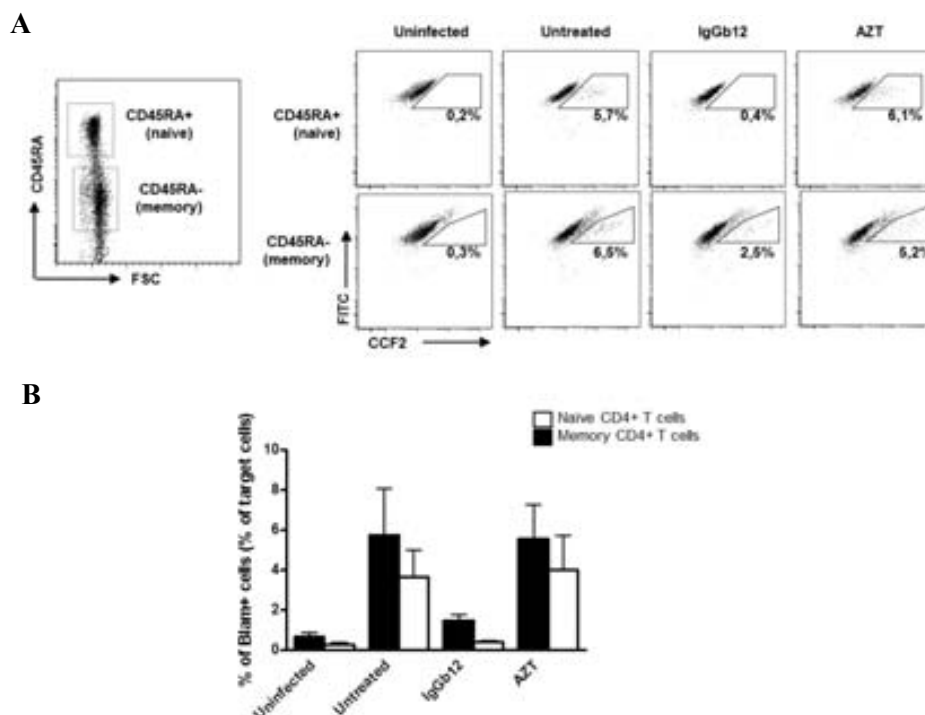 A
Uninfected
Untreated
IgGb12
AZT
CD45RA+
(naive)
CD45RA-
(memory)
CD45RA
FSC
CD45RA+
(naive)
0,2%
5,7%
0,4%
6,1%
CD45RA-
(memory)
0,3%
6,5%
2,5%
5,2%
FITC
CCF2
B
Naive CD4+ T cells
Memory CD4+ T cells
% of Blam+ cells (% of target cells)
10
8
6
4
2
0
Uninfected
Untreated
IgGb12
AZT